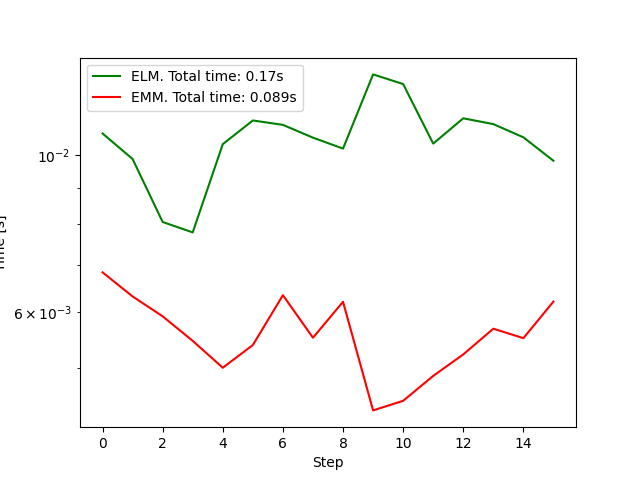 ELM. Total time: 0.17s
EMM. Total time: 0.089s
10⁻²
6 × 10⁻³
0 2 4 6 8 10 12 14
Step